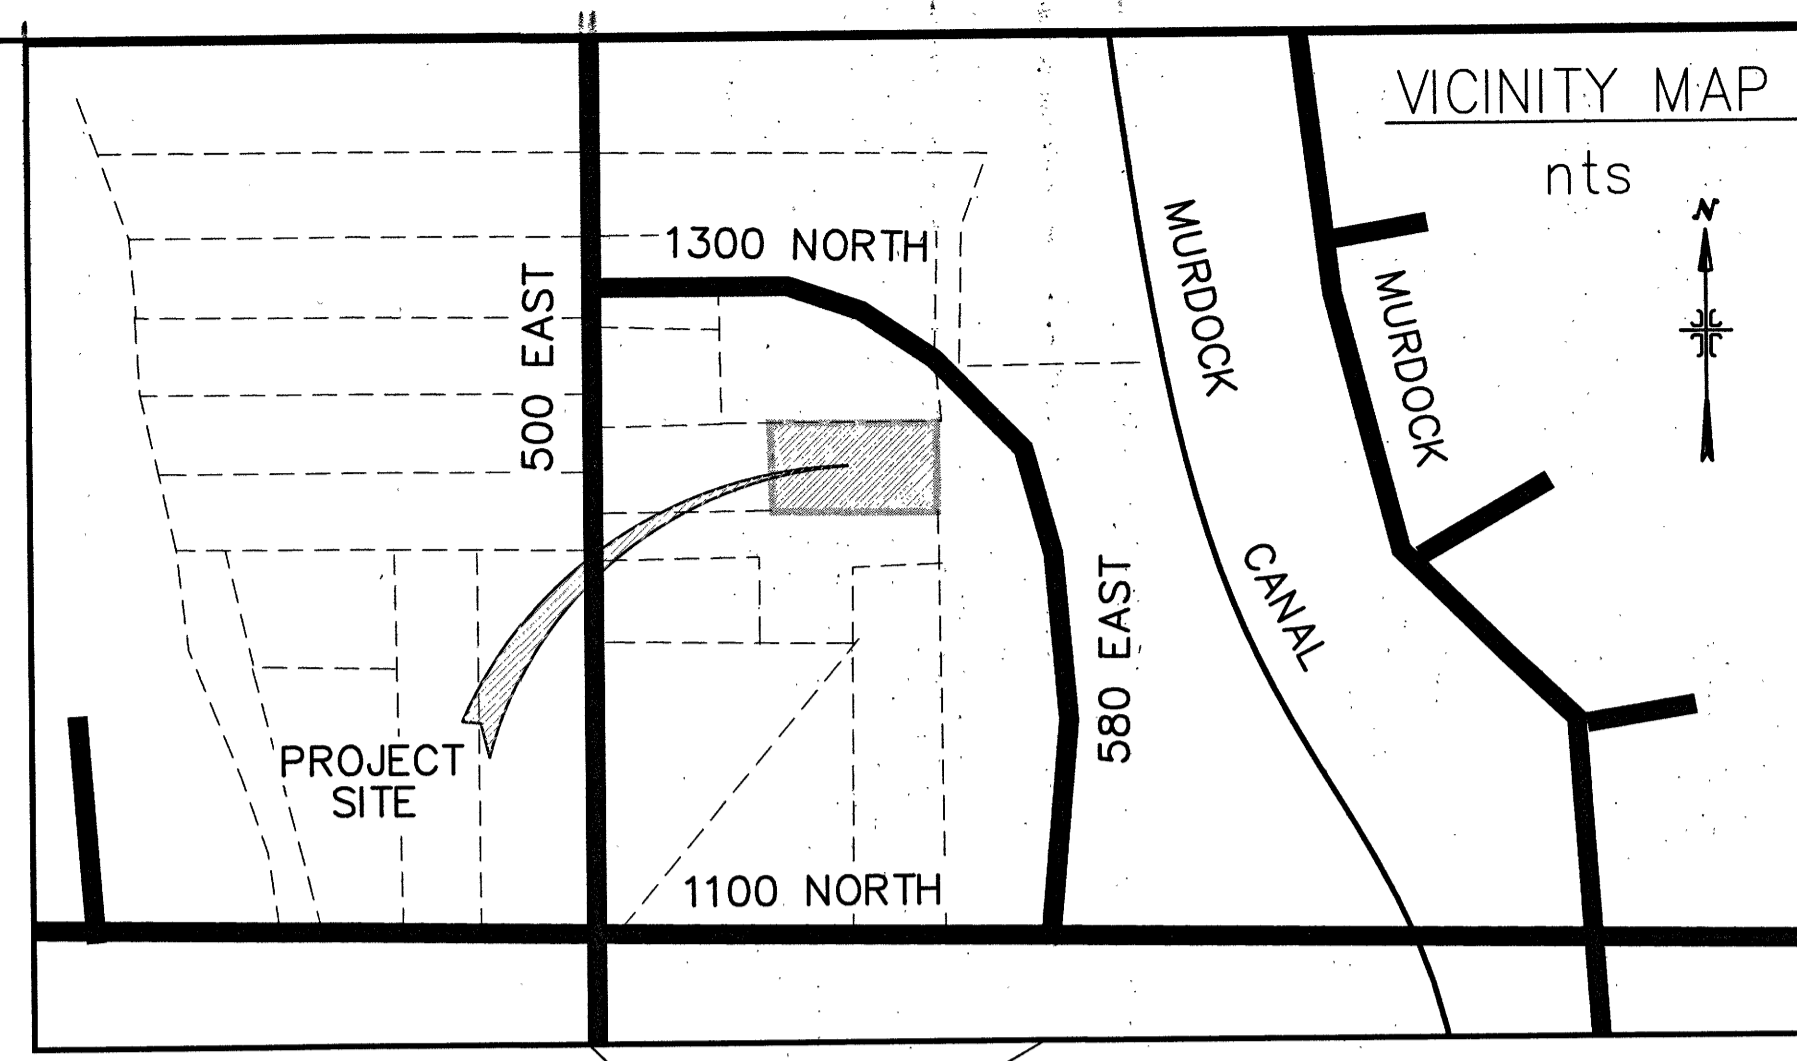 VICINITY MAP
nts
N
1300 NORTH
500 EAST
MURDOCK
CANAL
MURDOCK
580 EAST
PROJECT
SITE
1100 NORTH